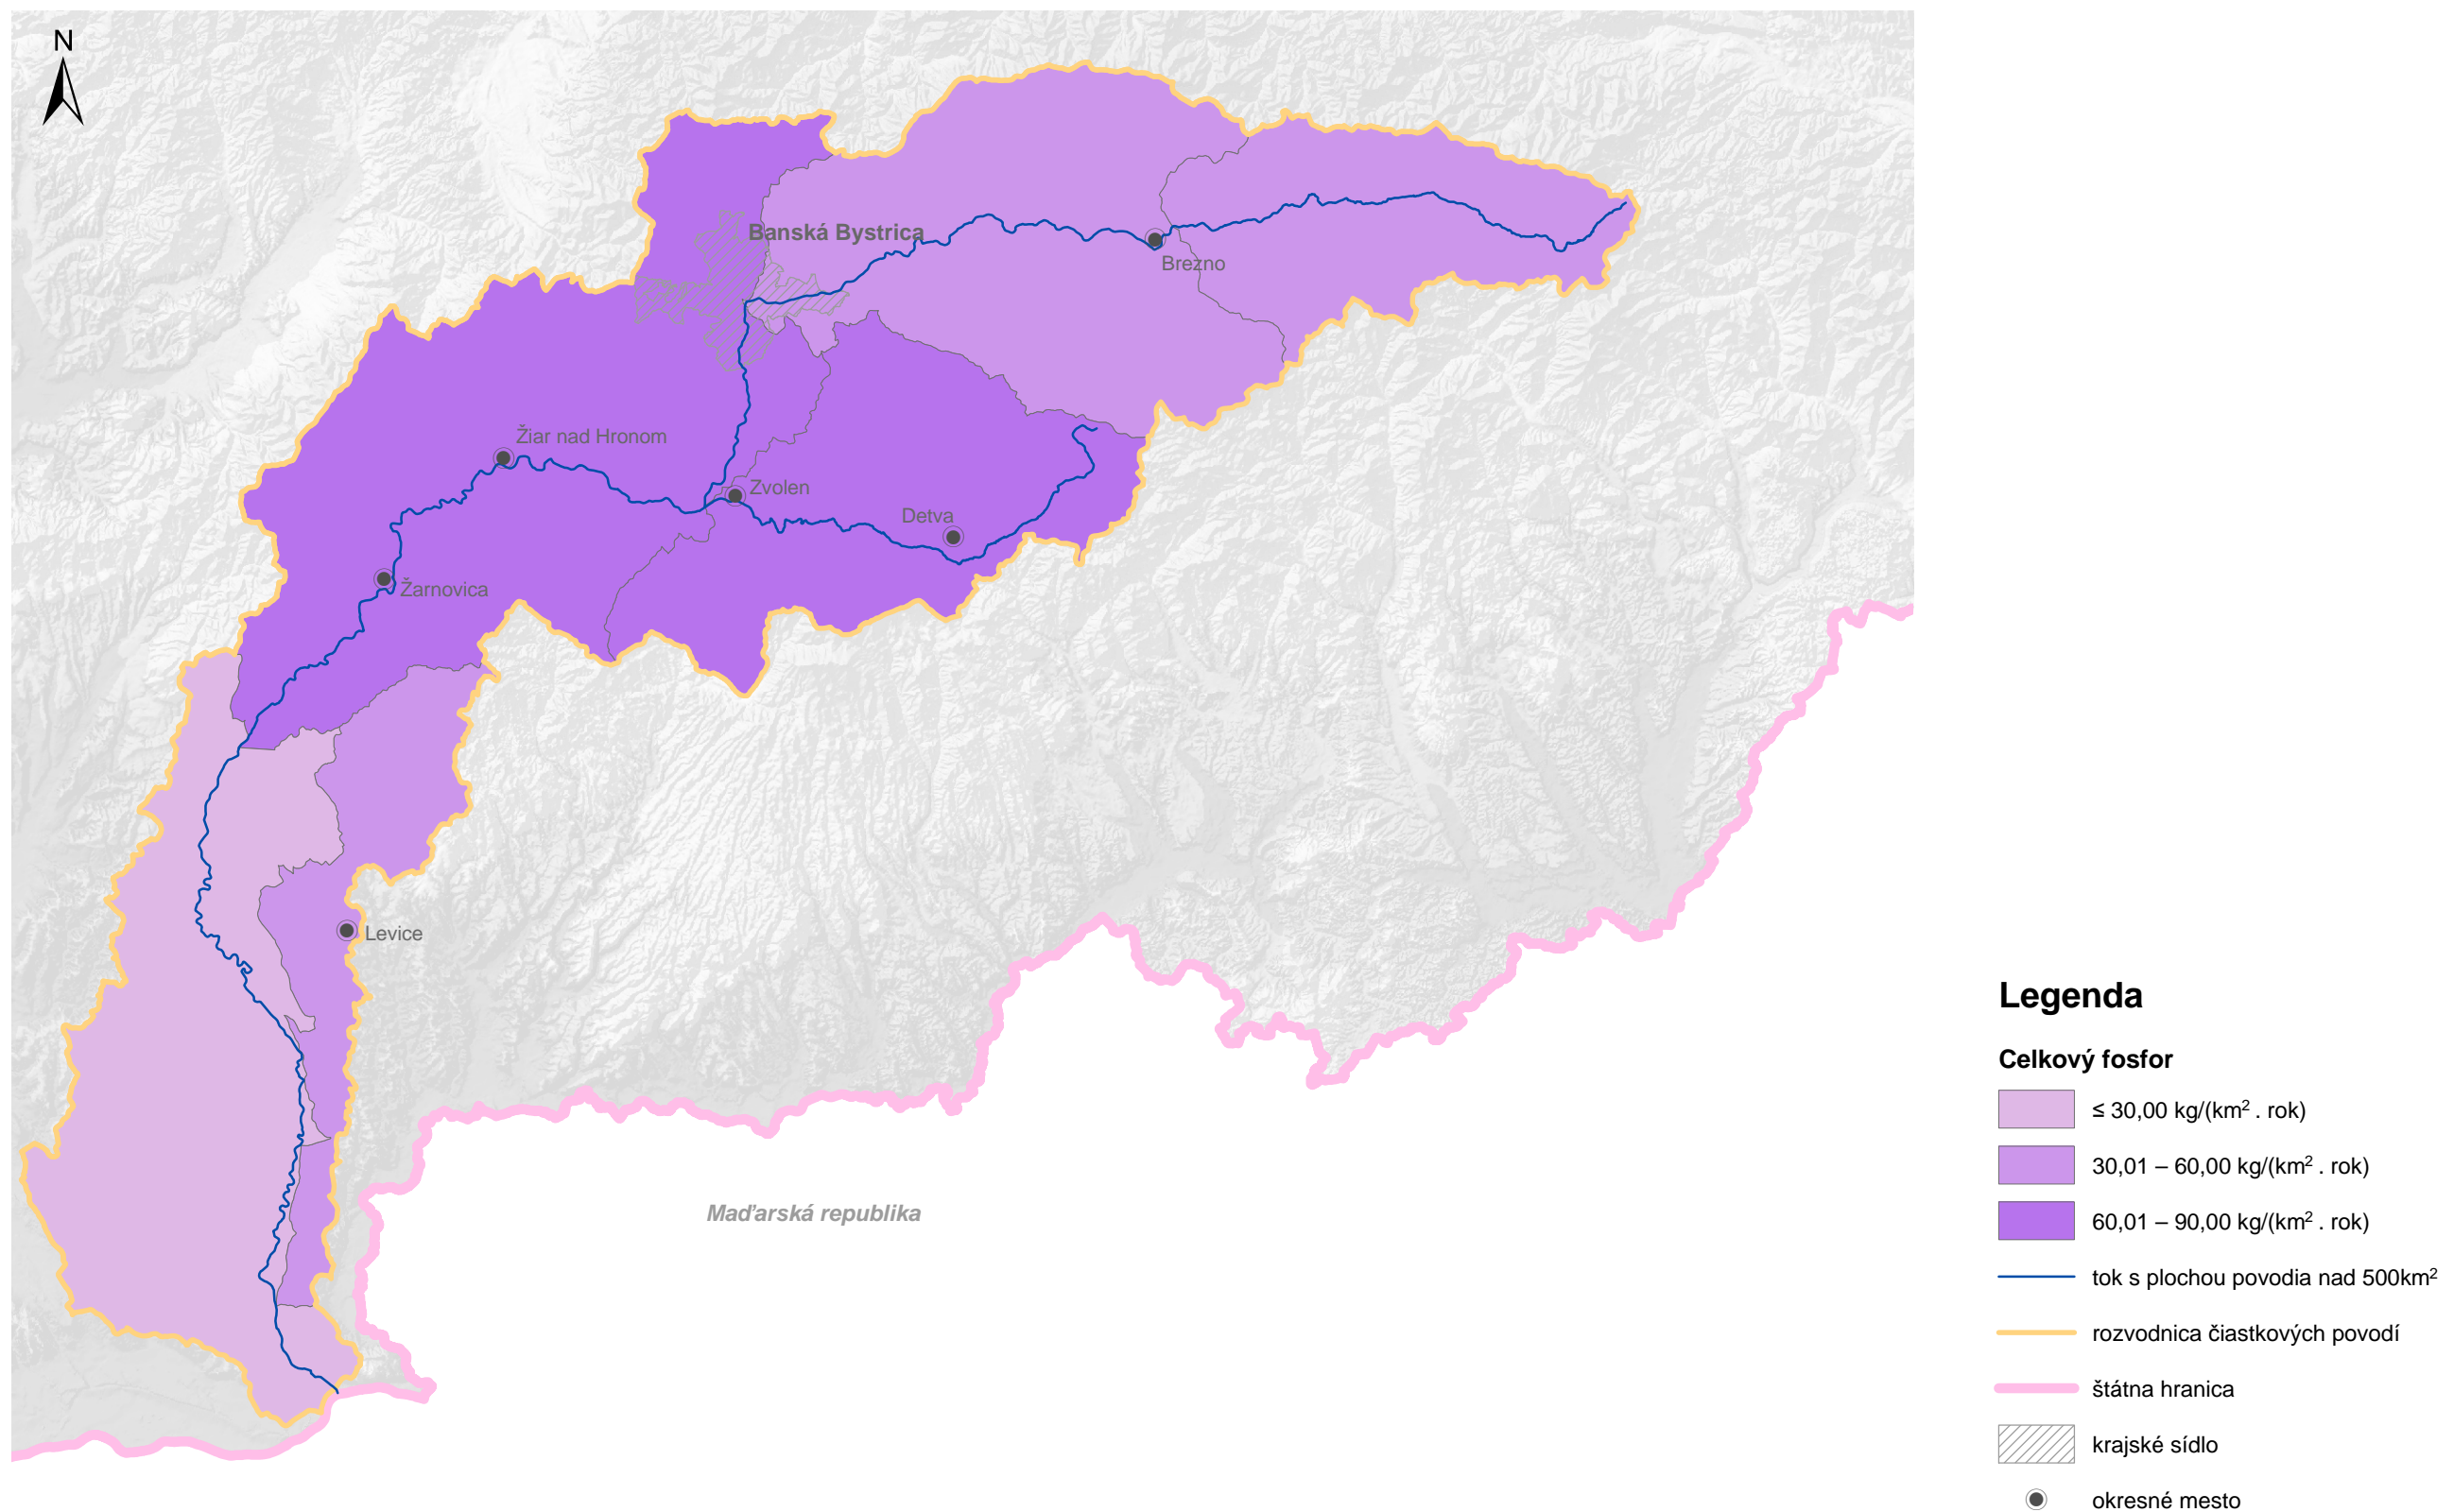 N
Banská Bystrica
Brezno
Žiar nad Hronom
Zvolen
Detva
Žarnovica
Levice
Maďarská republika
Legenda
Celkový fosfor
≤ 30,00 kg/(km² . rok)
30,01 – 60,00 kg/(km² . rok)
60,01 – 90,00 kg/(km² . rok)
tok s plochou povodia nad 500km²
rozvodnica čiastkových povodí
štátna hranica
krajské sídlo
okresné mesto